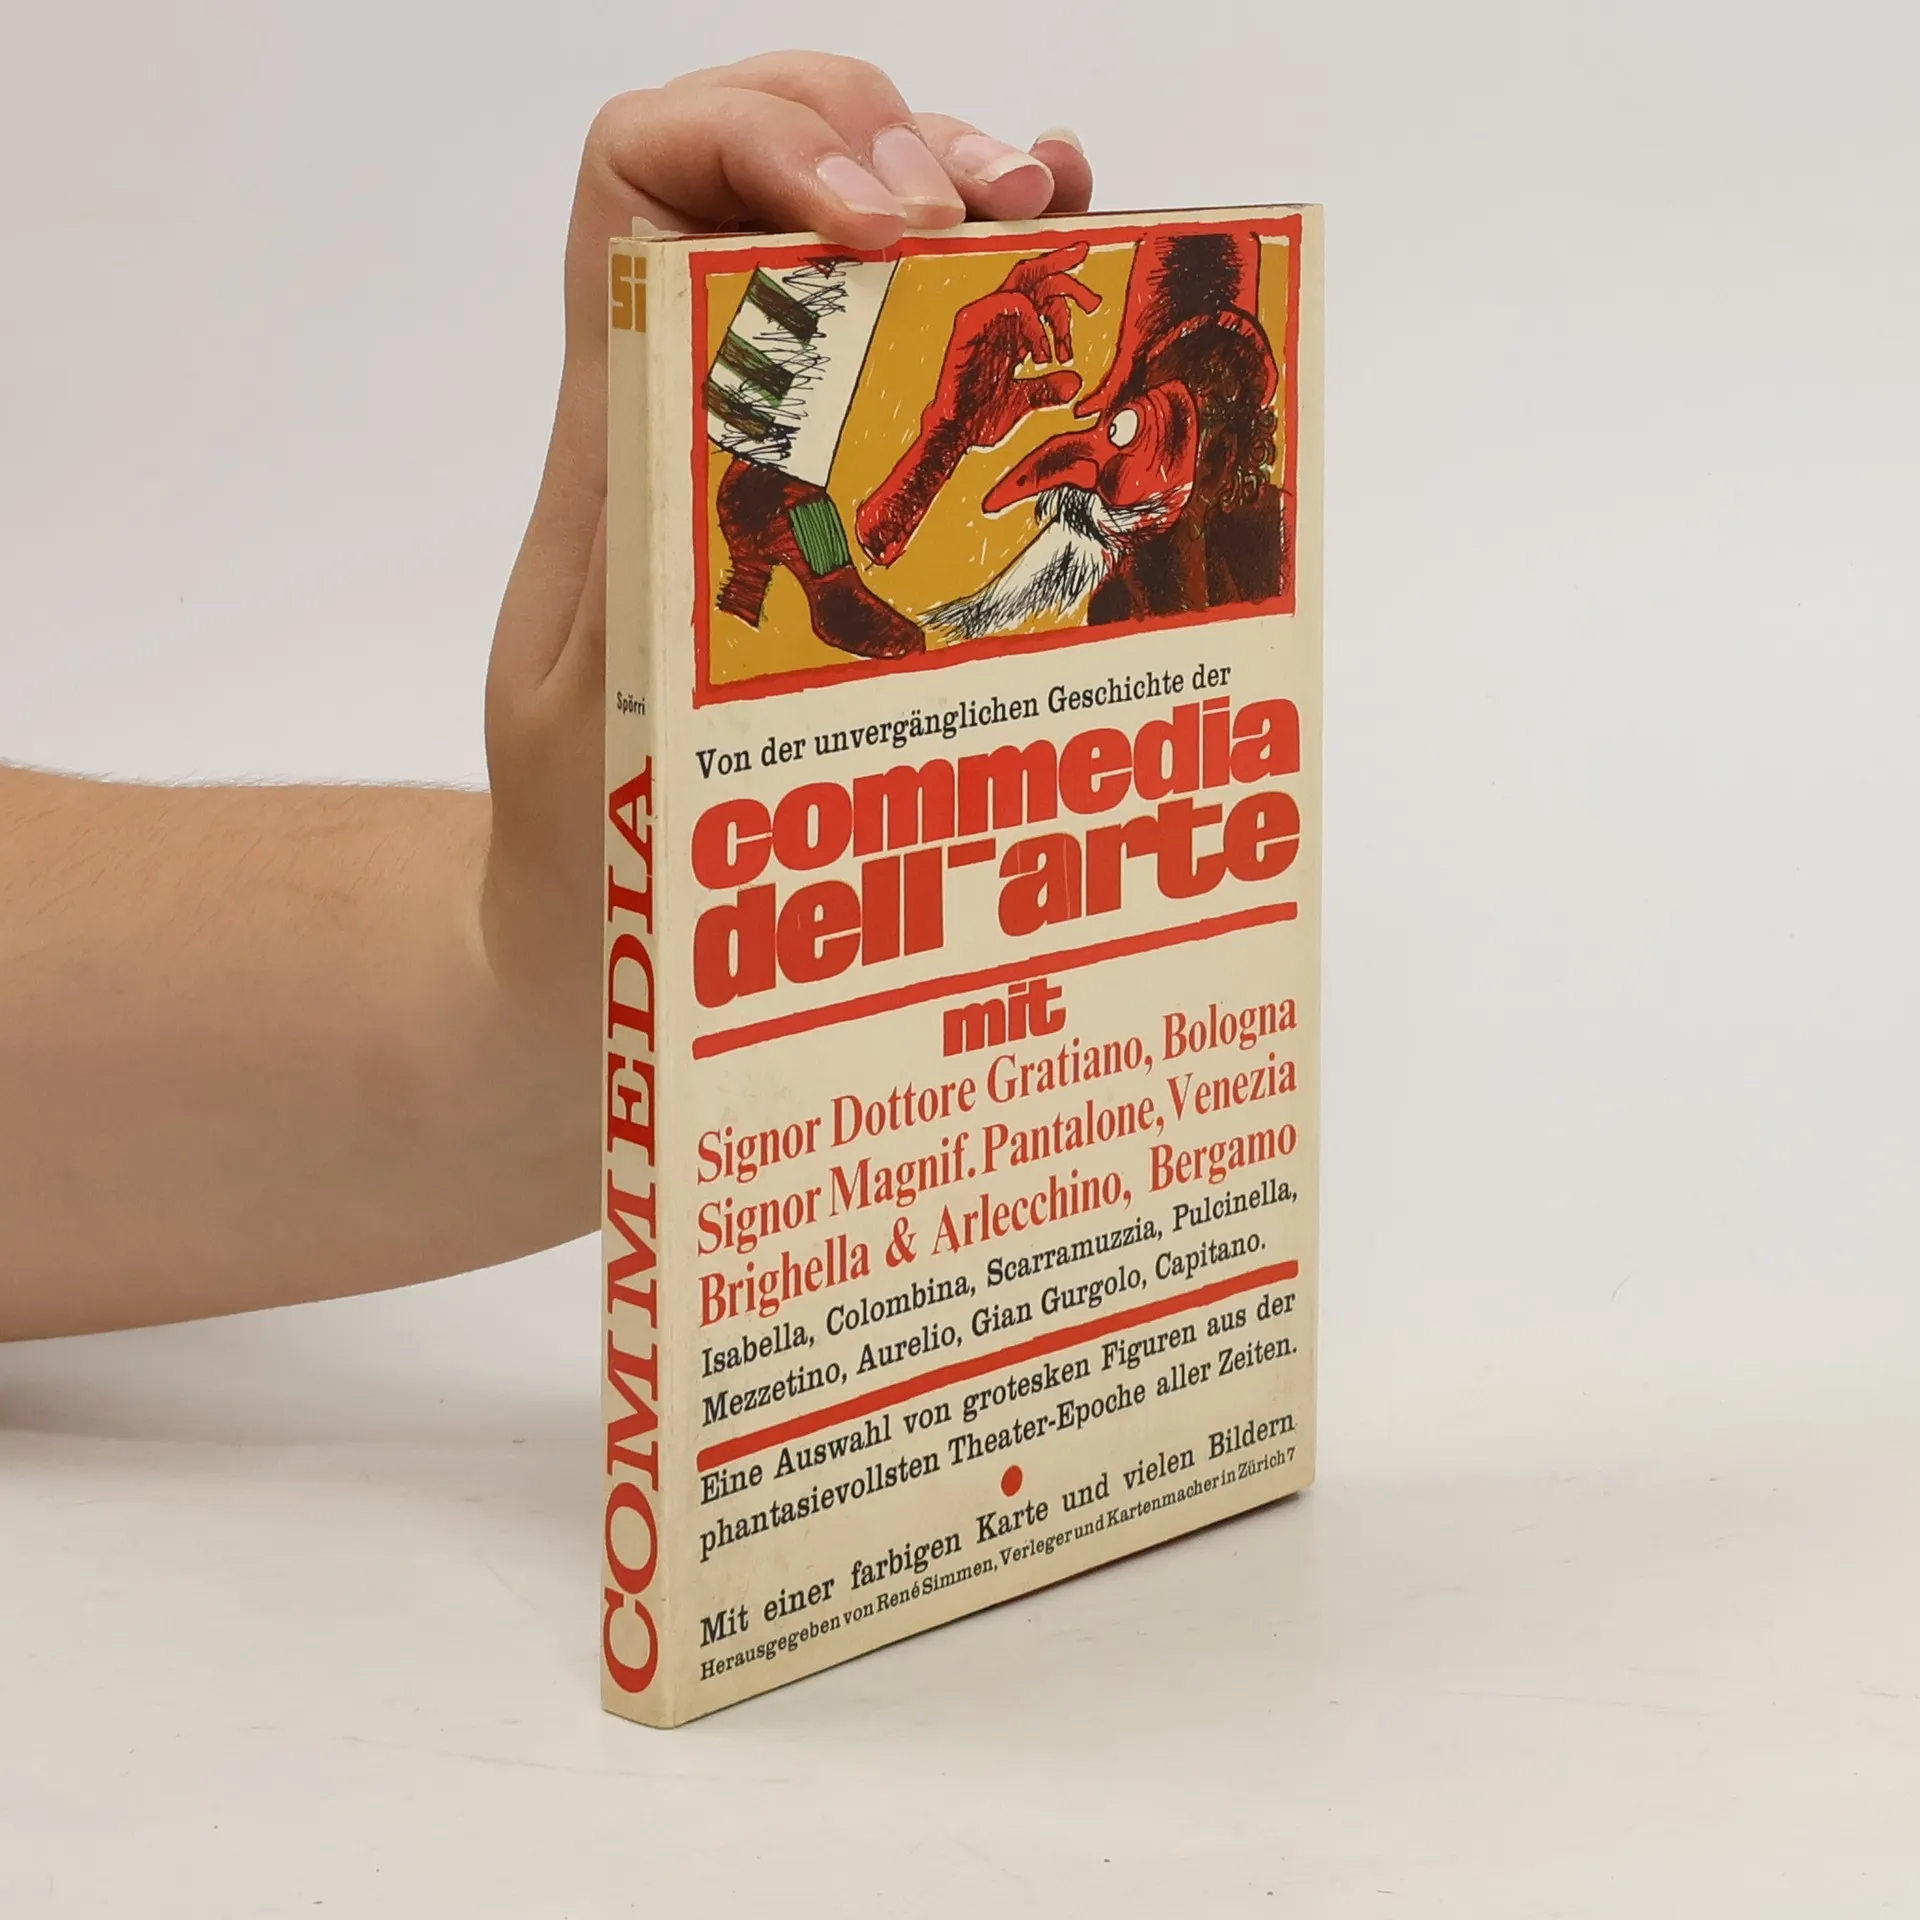 Si
Spörri
COMMEDIA
Von der unvergänglichen Geschichte der
commedia
dell'arte
mit
Signor Dottore Gratiano, Bologna
Signor Magnif. Pantalone, Venezia
Brighella & Arlecchino, Bergamo
Isabella, Colombina, Scarramuzzia, Pulcinella,
Mezzetino, Aurelio, Gian Gurgolo, Capitano.
Eine Auswahl von grotesken Figuren aus der
phantasievollsten Theater-Epoche aller Zeiten.
Mit einer farbigen Karte und vielen Bildern
Herausgegeben von René Simmen, Verleger und Kartenmacher in Zürich 7